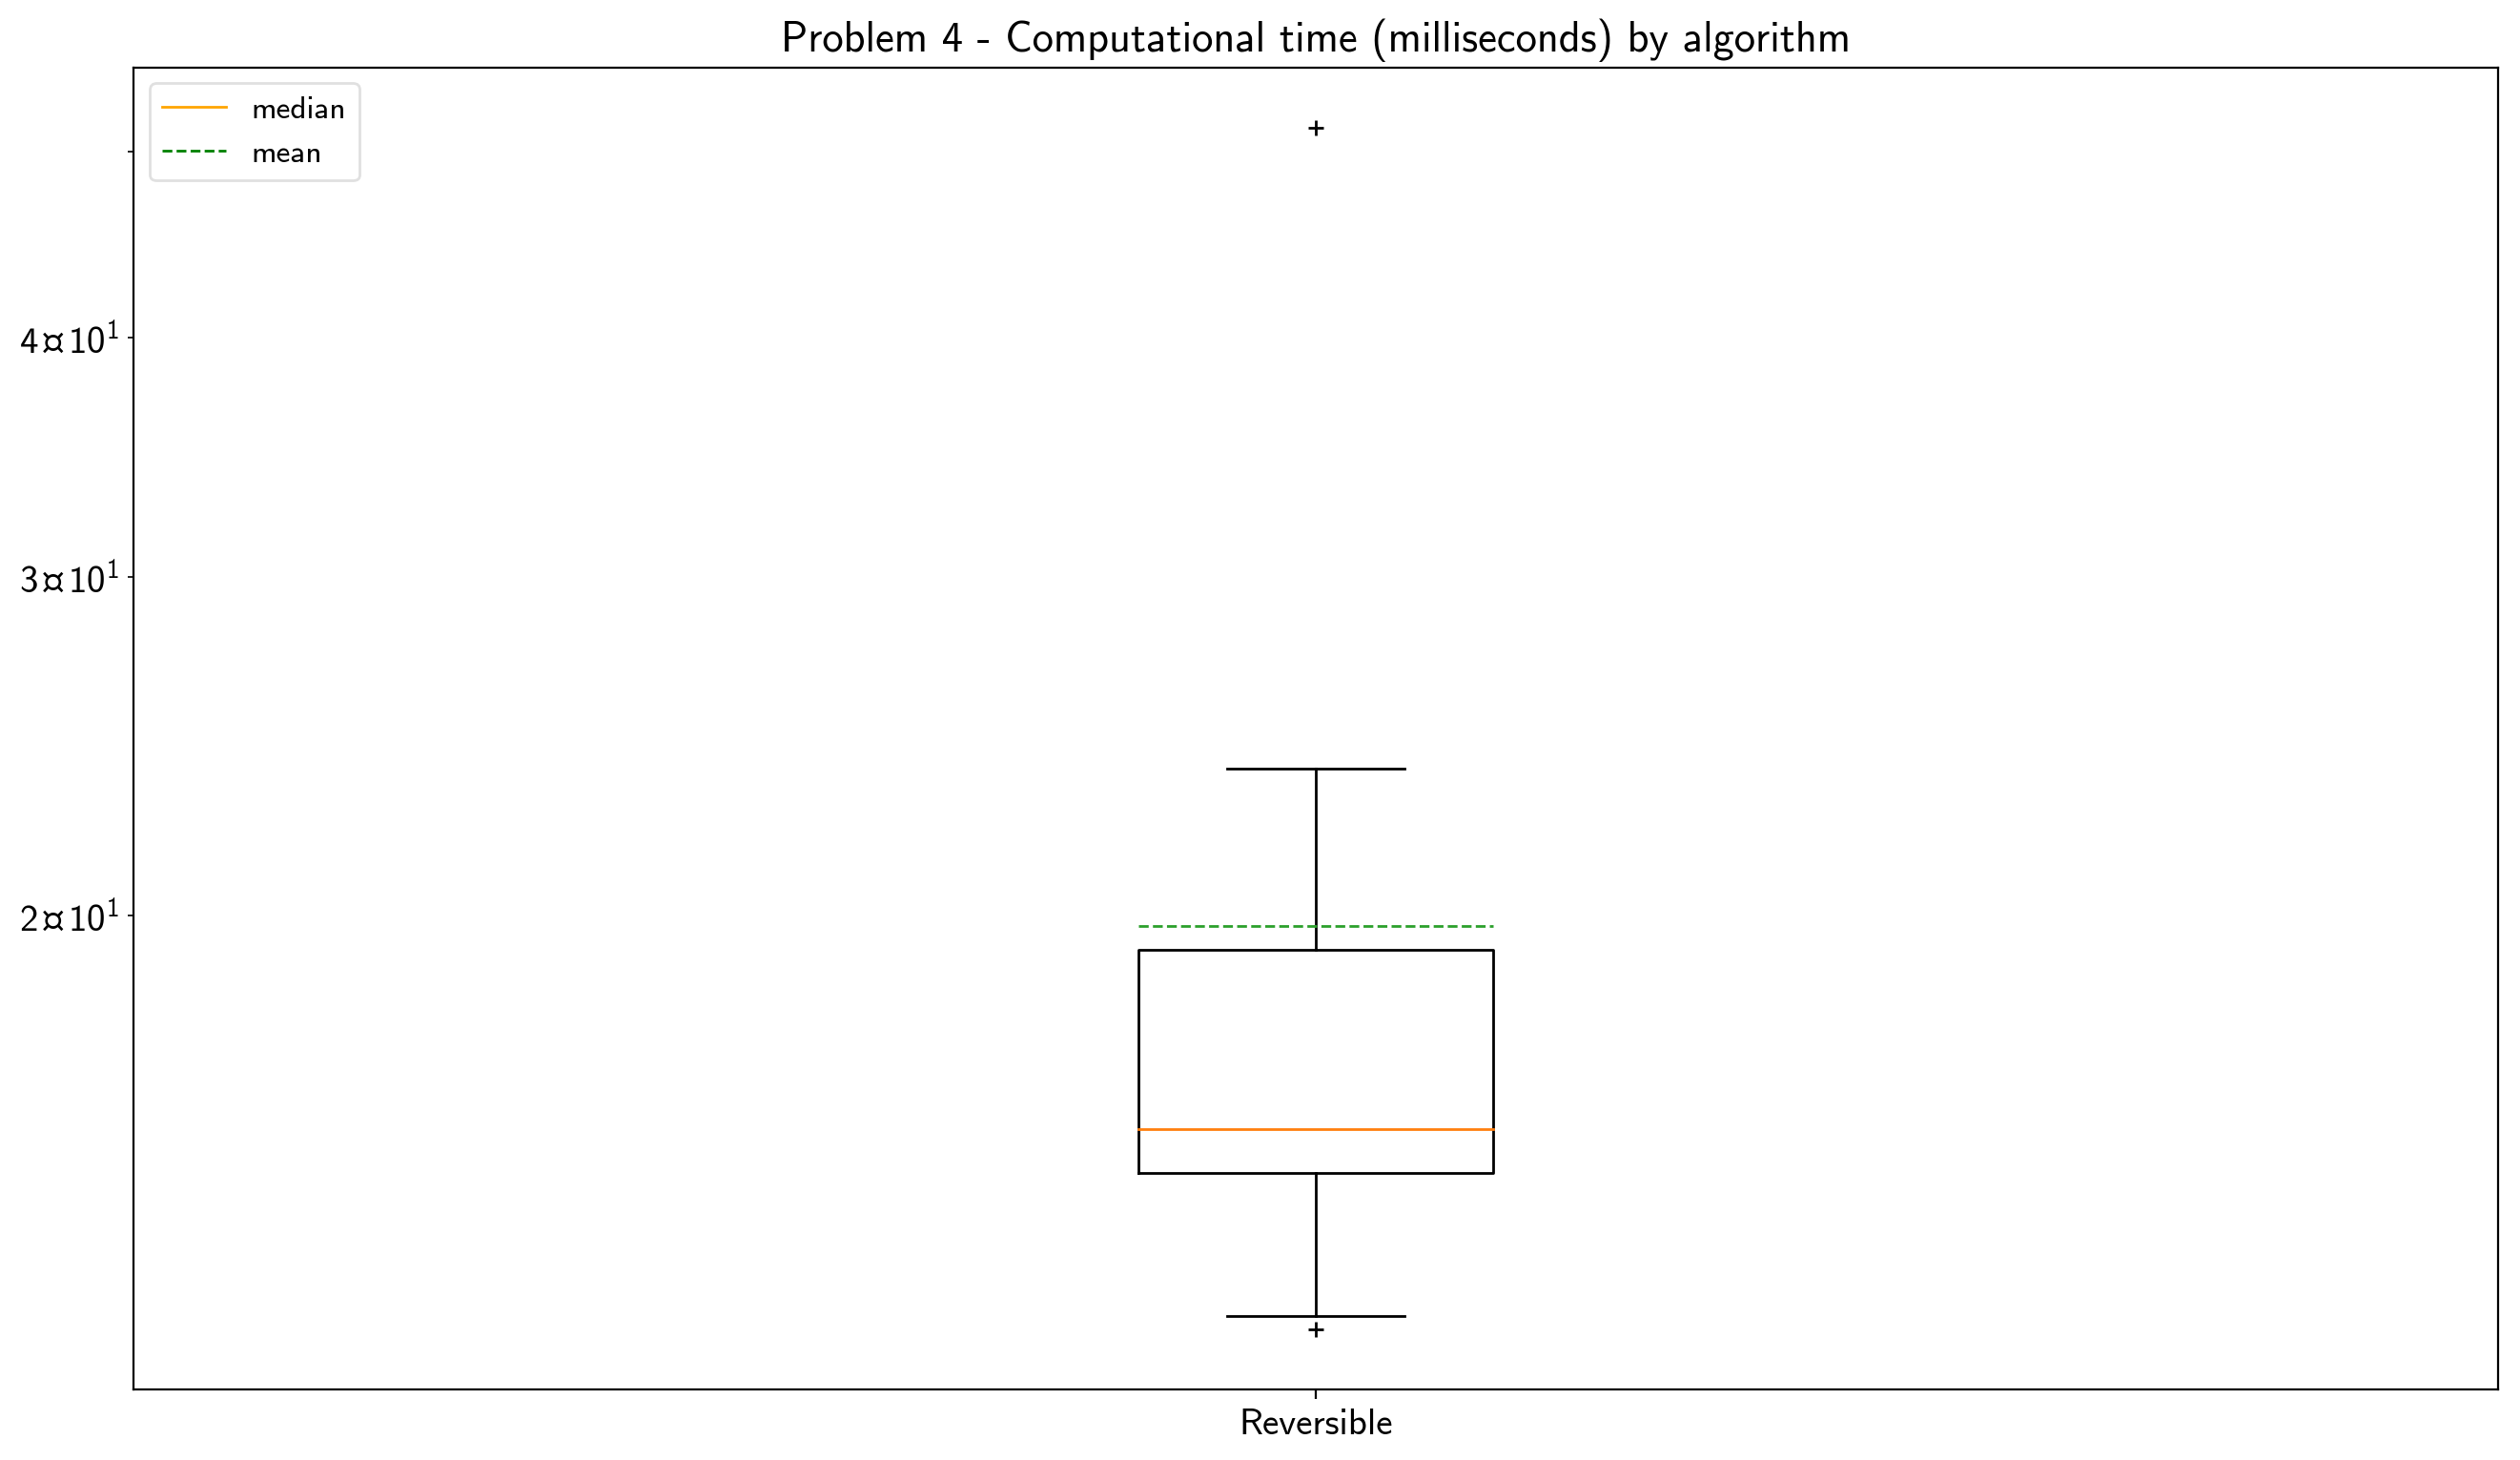 Problem 4 - Computational time (milliseconds) by algorithm
median
mean
4¤10¹
3¤10¹
2¤10¹
Reversible